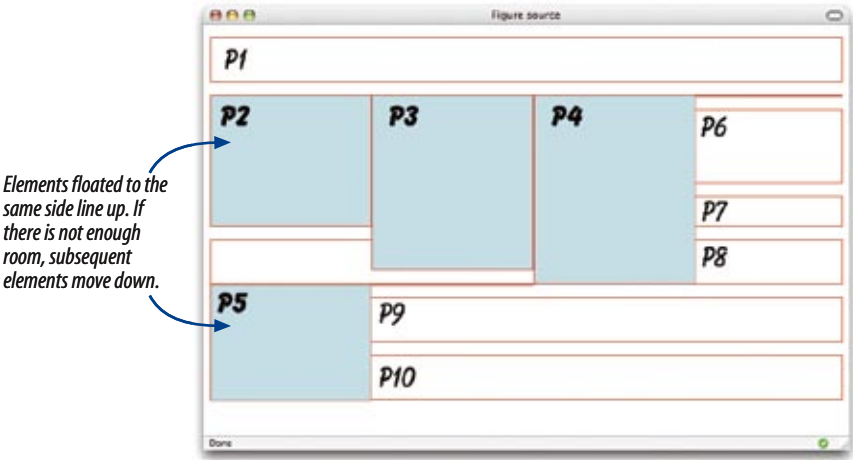 Figure source
P1
P2
P3
P4
P6
Elements floated to the
same side line up. If
there is not enough
room, subsequent
elements move down.
P7
P8
P5
P9
P10
Done